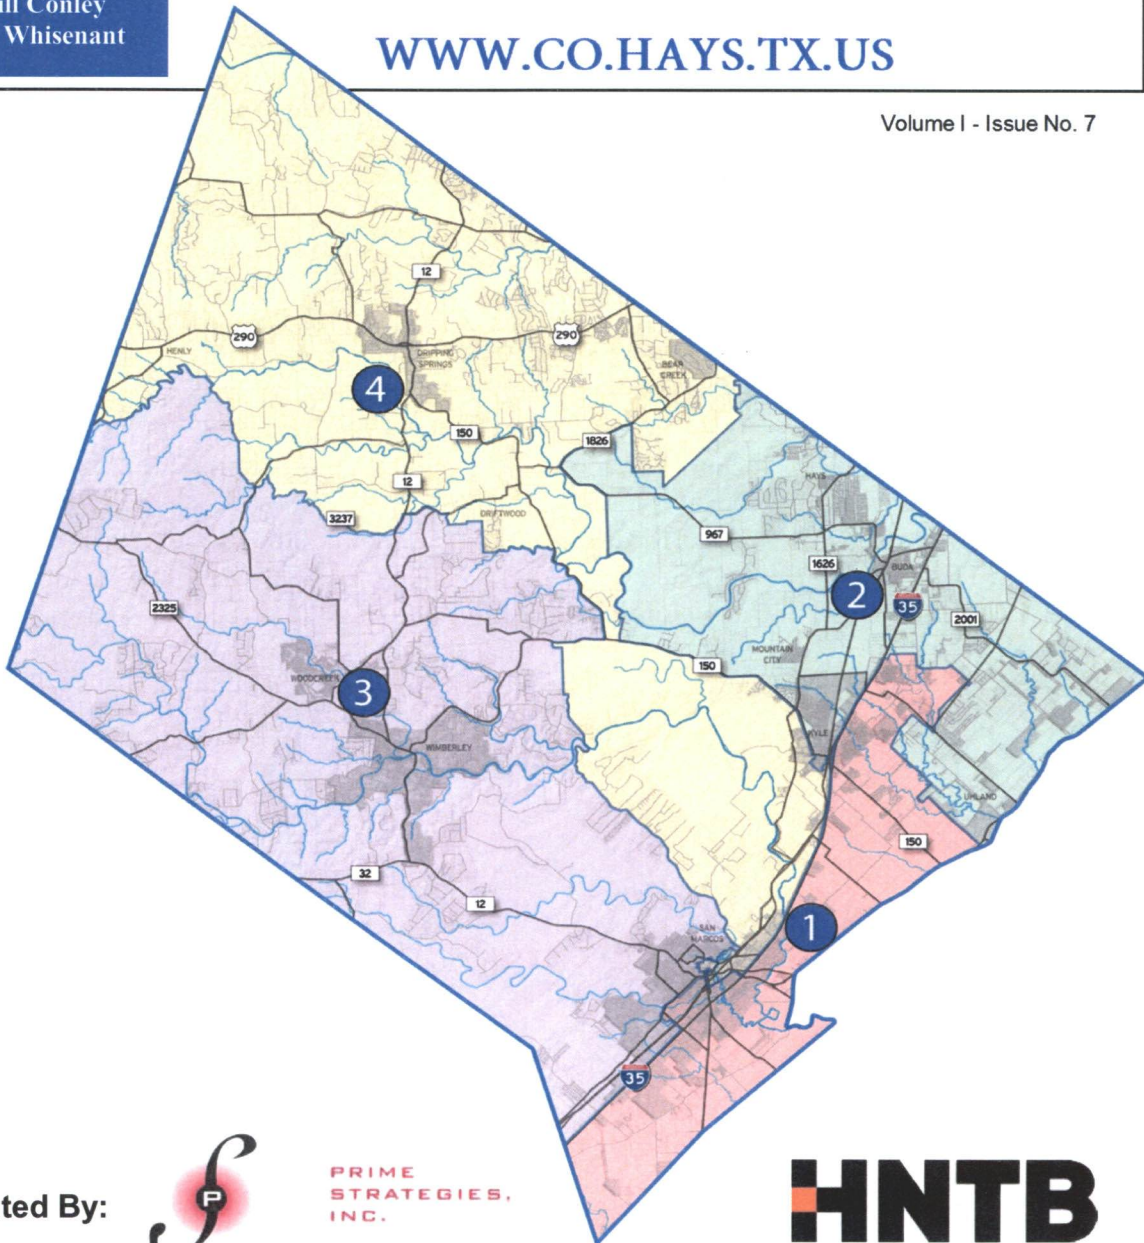 ill Conley
Whisenant
WWW.CO.HAYS.TX.US
Volume I - Issue No. 7
12
290
290
HENLY
DRIPPING
SPRINGS
BEAR
CREEK
4
150
1826
12
HAYS
3237
DRIFTWOOD
967
1626
BUDA
2
35
2325
2001
MOUNTAIN
CITY
150
WOODCREEK
3
KYLE
WIMBERLEY
UHLAND
150
32
12
1
SAN
MARCOS
35
ted By:
P
PRIME
STRATEGIES,
INC.
HNTB